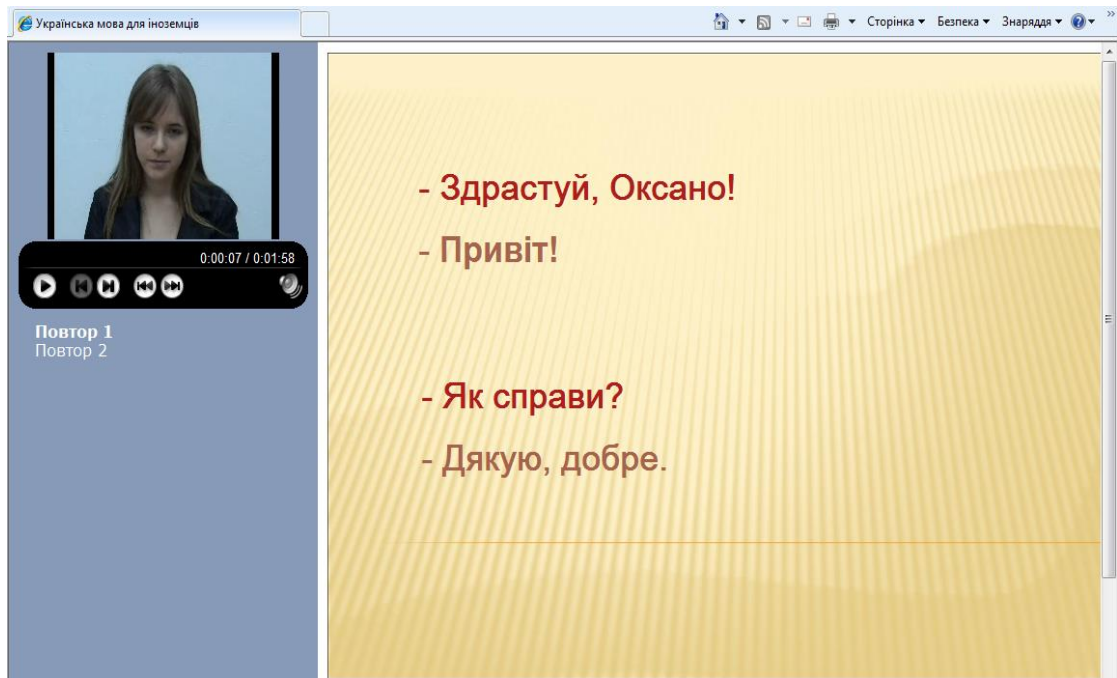 Українська мова для іноземців
Сторінка Безпека Знаряддя
0:00:07 / 0:01:58
Повтор 1
Повтор 2
- Здрастуй, Оксано!
- Привіт!
- Як справи?
- Дякую, добре.